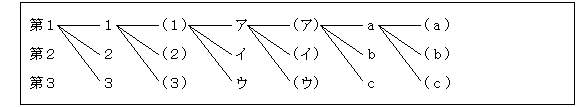 第１ １ （１） ア （ア） ａ （ａ）
第２ ２ （２） イ （イ） ｂ （ｂ）
第３ ３ （３） ウ （ウ） ｃ （ｃ）